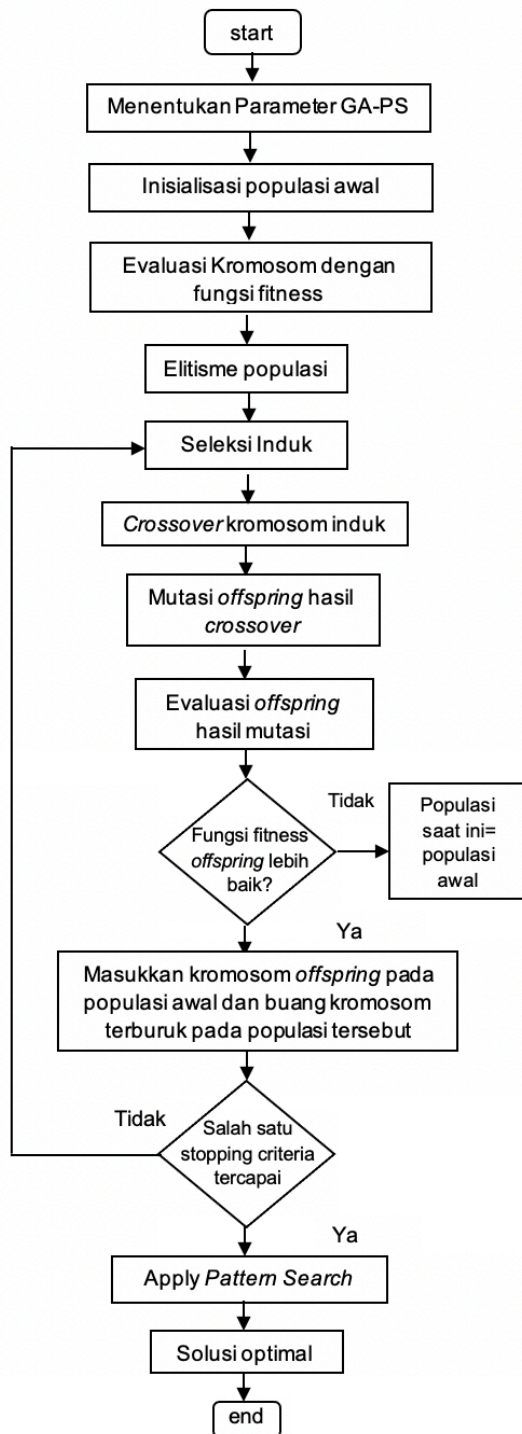 start
Menentukan Parameter GA-PS
Inisialisasi populasi awal
Evaluasi Kromosom dengan
fungsi fitness
Elitisme populasi
Seleksi Induk
Crossover kromosom induk
Mutasi offspring hasil
crossover
Evaluasi offspring
hasil mutasi
Fungsi fitness
offspring lebih
baik?
Tidak
Populasi
saat ini=
populasi
awal
Ya
Masukkan kromosom offspring pada
populasi awal dan buang kromosom
terburuk pada populasi tersebut
Tidak
Salah satu
stopping criteria
tercapai
Ya
Apply Pattern Search
Solusi optimal
end